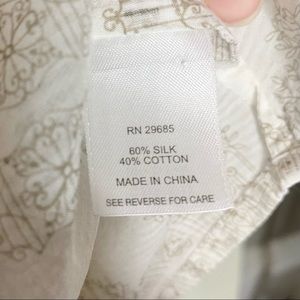 RN 29685
60% SILK
40% COTTON
MADE IN CHINA
SEE REVERSE FOR CARE